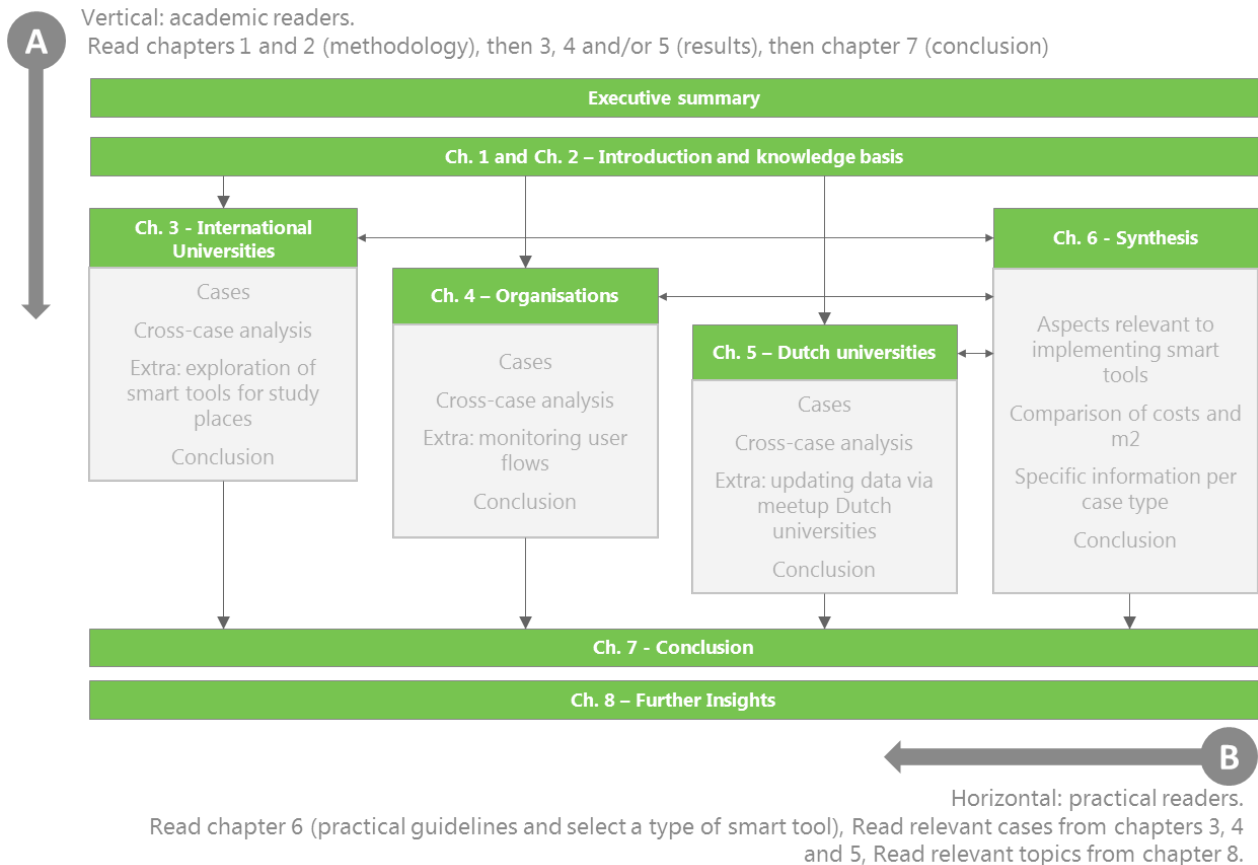 A
Vertical: academic readers.
Read chapters 1 and 2 (methodology), then 3, 4 and/or 5 (results), then chapter 7 (conclusion)
Executive summary
Ch. 1 and Ch. 2 – Introduction and knowledge basis
Ch. 3 - International
Universities
Cases
Cross-case analysis
Extra: exploration of
smart tools for study
places
Conclusion
Ch. 4 – Organisations
Cases
Cross-case analysis
Extra: monitoring user
flows
Conclusion
Ch. 5 – Dutch universities
Cases
Cross-case analysis
Extra: updating data via
meetup Dutch
universities
Conclusion
Ch. 6 - Synthesis
Aspects relevant to
implementing smart
tools
Comparison of costs and
m2
Specific information per
case type
Conclusion
Ch. 7 - Conclusion
Ch. 8 – Further Insights
B
Horizontal: practical readers.
Read chapter 6 (practical guidelines and select a type of smart tool), Read relevant cases from chapters 3, 4
and 5, Read relevant topics from chapter 8.